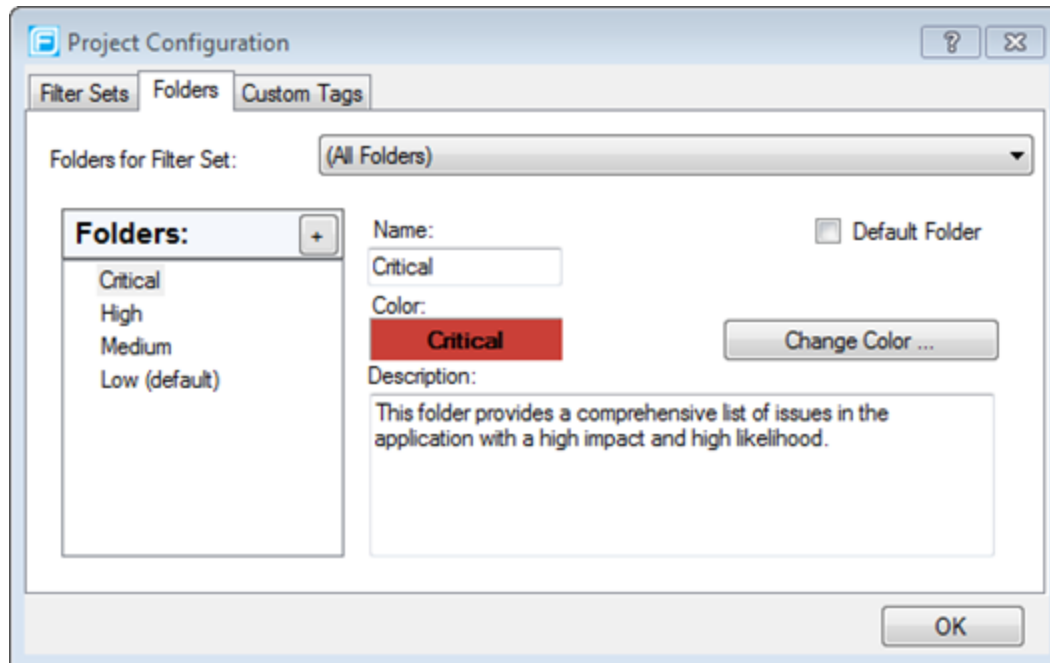 Project Configuration
Filter Sets
Folders
Custom Tags
Folders for Filter Set:
(All Folders)
Folders:
+
Critical
High
Medium
Low (default)
Name:
Default Folder
Critical
Color:
Critical
Change Color ...
Description:
This folder provides a comprehensive list of issues in the
application with a high impact and high likelihood.
OK